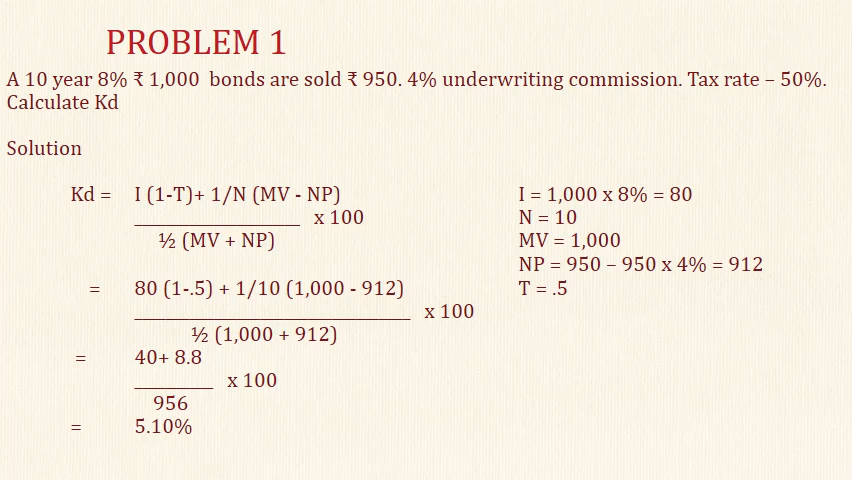 PROBLEM 1
A 10 year 8% ₹ 1,000 bonds are sold ₹ 950. 4% underwriting commission. Tax rate – 50%.
Calculate Kd
Solution
Kd = I (1-T)+ 1/N (MV - NP)
_______________ x 100
½ (MV + NP)
I = 1,000 x 8% = 80
N = 10
MV = 1,000
NP = 950 – 950 x 4% = 912
T = .5
= 80 (1-.5) + 1/10 (1,000 - 912)
_________________________ x 100
½ (1,000 + 912)
= 40+ 8.8
_______ x 100
956
= 5.10%